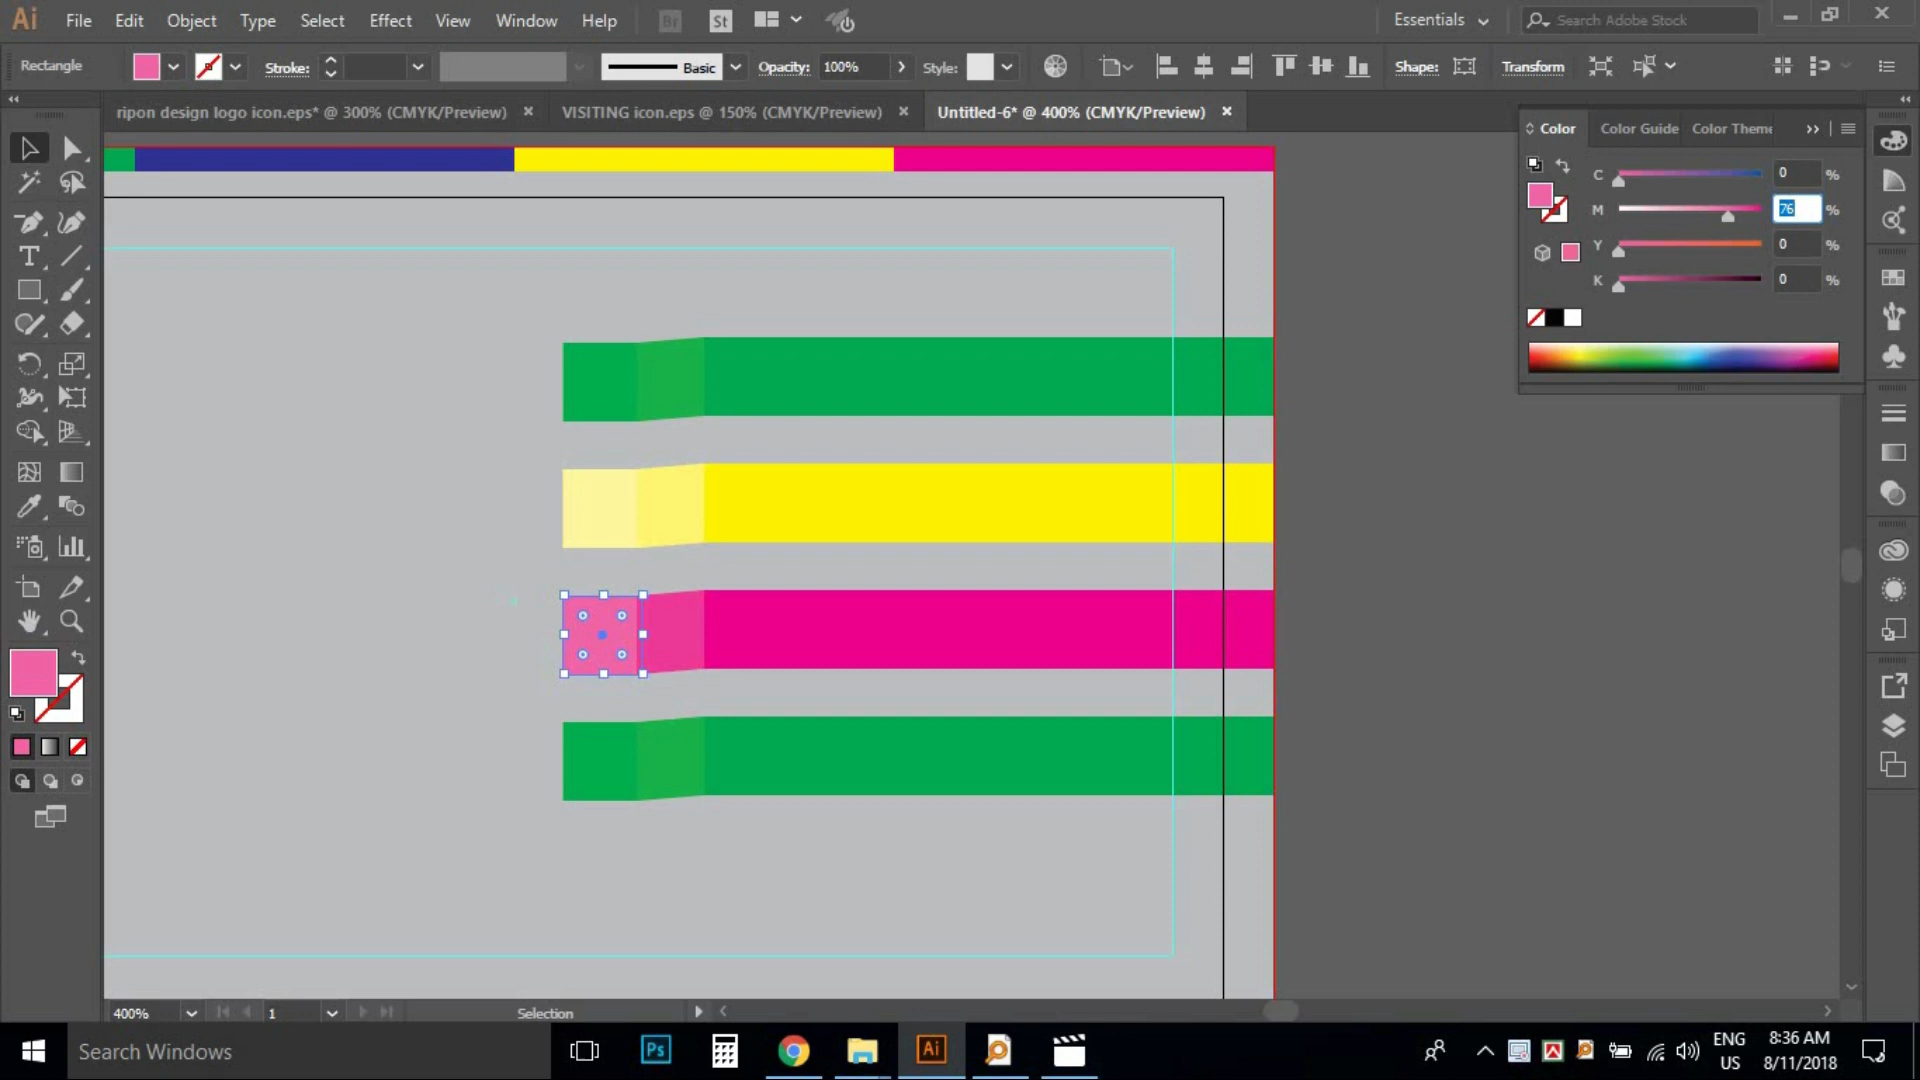 Ai File Edit Object Type Select Effect View Window Help Br St Essentials Search Adobe Stock
Rectangle Stroke: Basic Opacity: 100% Style: Shape: Transform
ripon design logo icon.eps* @ 300% (CMYK/Preview) VISITING icon.eps @ 150% (CMYK/Preview) Untitled-6* @ 400% (CMYK/Preview)
Color Color Guide Color Theme
C 0 %
M 76 %
Y 0 %
K 0 %
T
400% 1 Selection
Search Windows Ps Ai ENG 8:36 AM
US 8/11/2018